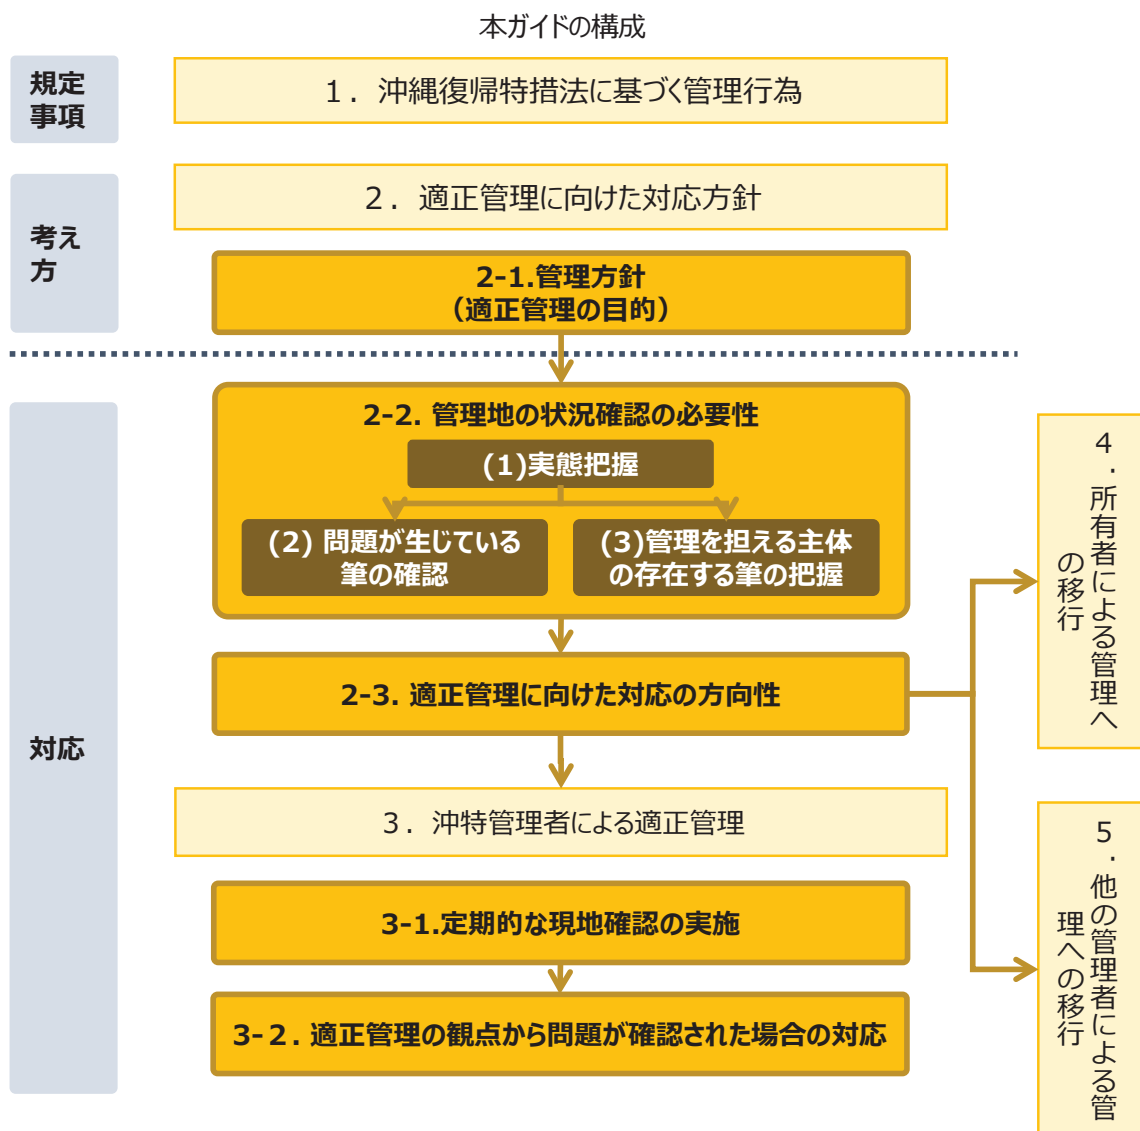 本ガイドの構成
規定
事項
1．沖縄復帰特措法に基づく管理行為
考え
方
2．適正管理に向けた対応方針
2-1.管理方針
（適正管理の目的）
対応
2-2. 管理地の状況確認の必要性
(1)実態把握
(2) 問題が生じている
筆の確認
(3)管理を担える主体
の存在する筆の把握
2-3. 適正管理に向けた対応の方向性
3．沖特管理者による適正管理
3-1.定期的な現地確認の実施
3-２. 適正管理の観点から問題が確認された場合の対応
4．所有者による管理へ
の移行
5．他の管理者による管
理への移行